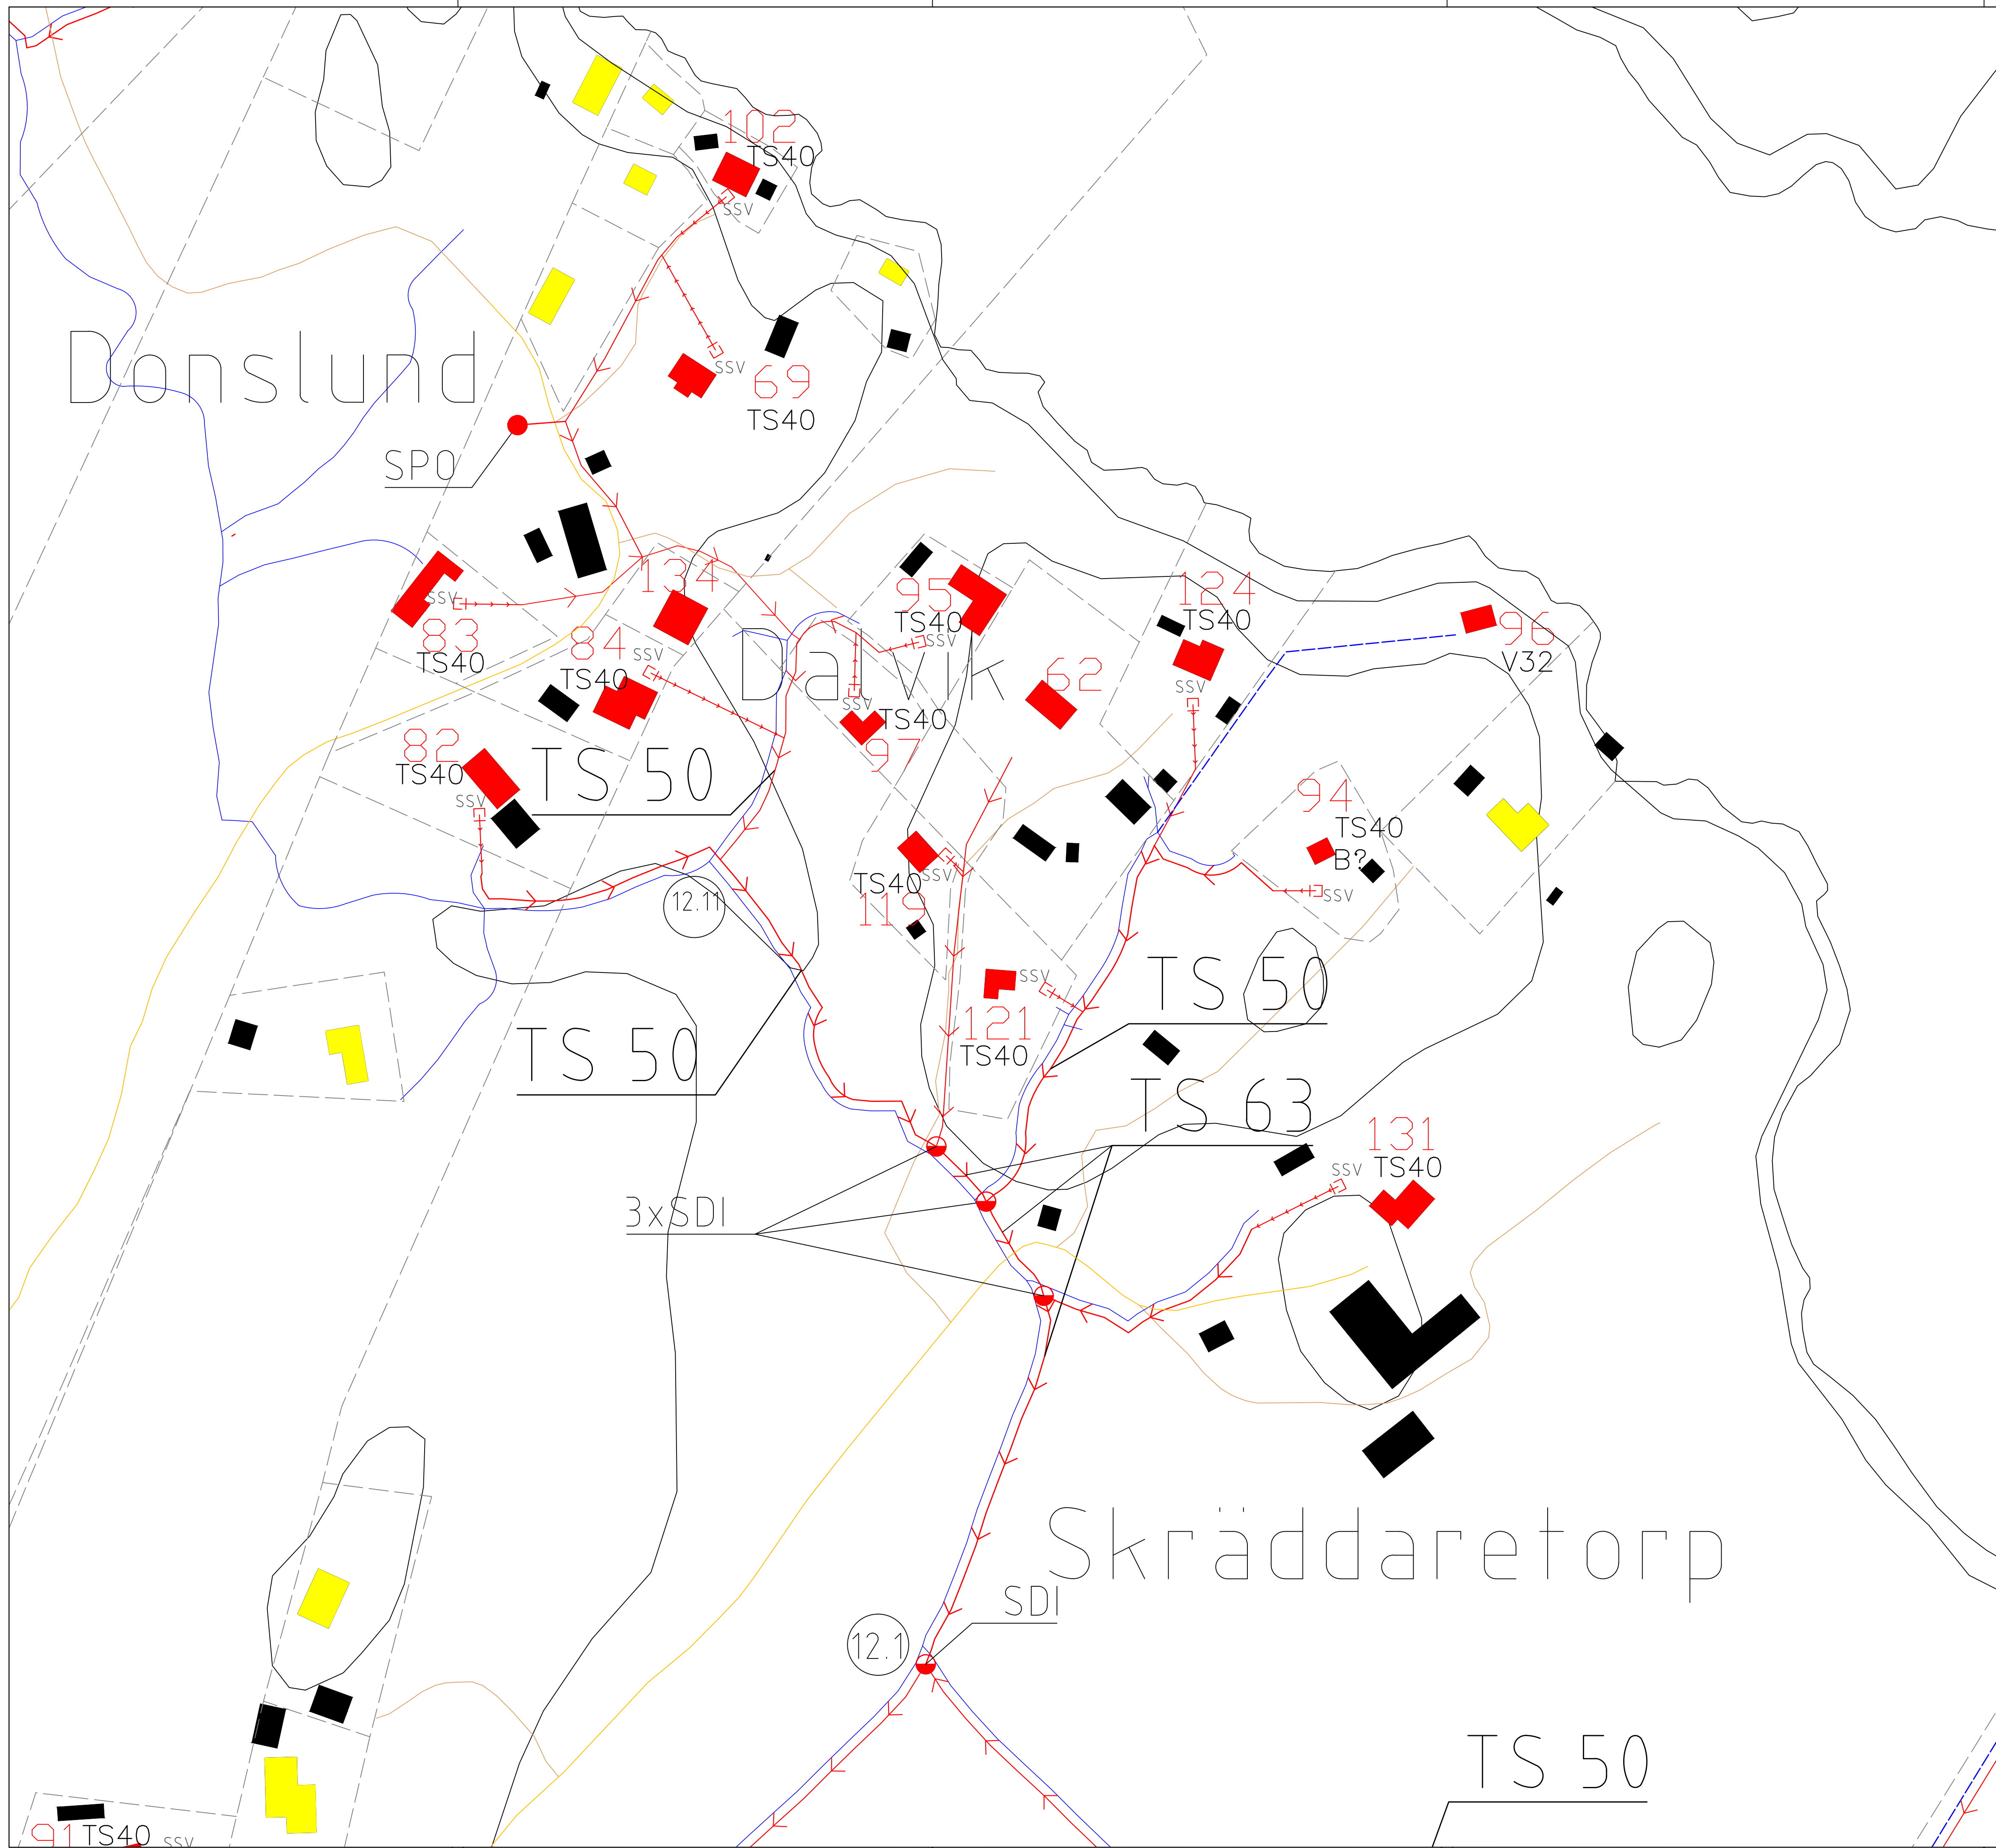 102
TS40
SSV
Donslund
SSV
69
TS40
SPO
134
SSV
83
TS40
84
SSV
TS40
95
TS40
SSV
124
TS40
96
V32
Dalvik
62
SSV
SSV
TS40
97
82
TS40
SSV
TS 50
94
TS40
B?
SSV
TS40
SSV
119
12.11
TS 50
SSV
121
TS40
TS 50
TS 63
131
SSV
TS40
3xSDI
Skräddaretorp
SDI
12.1
TS 50
91
TS40
SSV